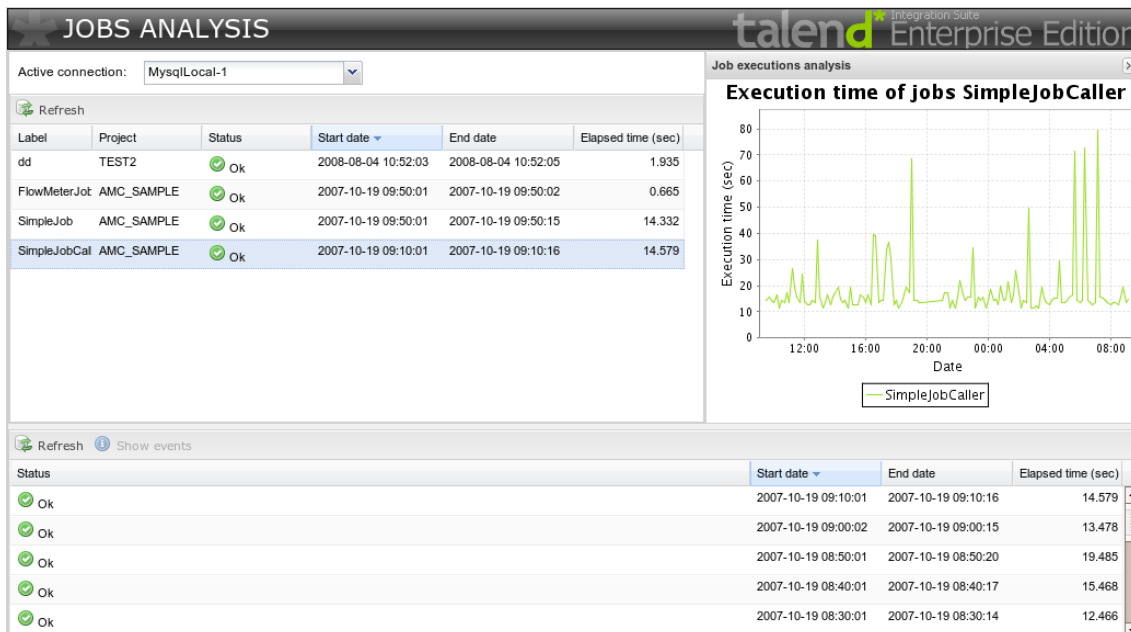 JOBS ANALYSIS
talend* Integration Suite Enterprise Edition
Active connection: MysqlLocal-1
Refresh
Label Project Status Start date End date Elapsed time (sec)
dd TEST2 Ok 2008-08-04 10:52:03 2008-08-04 10:52:05 1.935
FlowMeterJob AMC_SAMPLE Ok 2007-10-19 09:50:01 2007-10-19 09:50:02 0.665
SimpleJob AMC_SAMPLE Ok 2007-10-19 09:50:01 2007-10-19 09:50:15 14.332
SimpleJobCal AMC_SAMPLE Ok 2007-10-19 09:10:01 2007-10-19 09:10:16 14.579
Job executions analysis
Execution time of jobs SimpleJobCaller
Execution time (sec)
80
70
60
50
40
30
20
10
0
12:00 16:00 20:00 00:00 04:00 08:00
Date
SimpleJobCaller
Refresh Show events
Status Start date End date Elapsed time (sec)
Ok 2007-10-19 09:10:01 2007-10-19 09:10:16 14.579
Ok 2007-10-19 09:00:02 2007-10-19 09:00:15 13.478
Ok 2007-10-19 08:50:01 2007-10-19 08:50:20 19.485
Ok 2007-10-19 08:40:01 2007-10-19 08:40:17 15.468
Ok 2007-10-19 08:30:01 2007-10-19 08:30:14 12.466